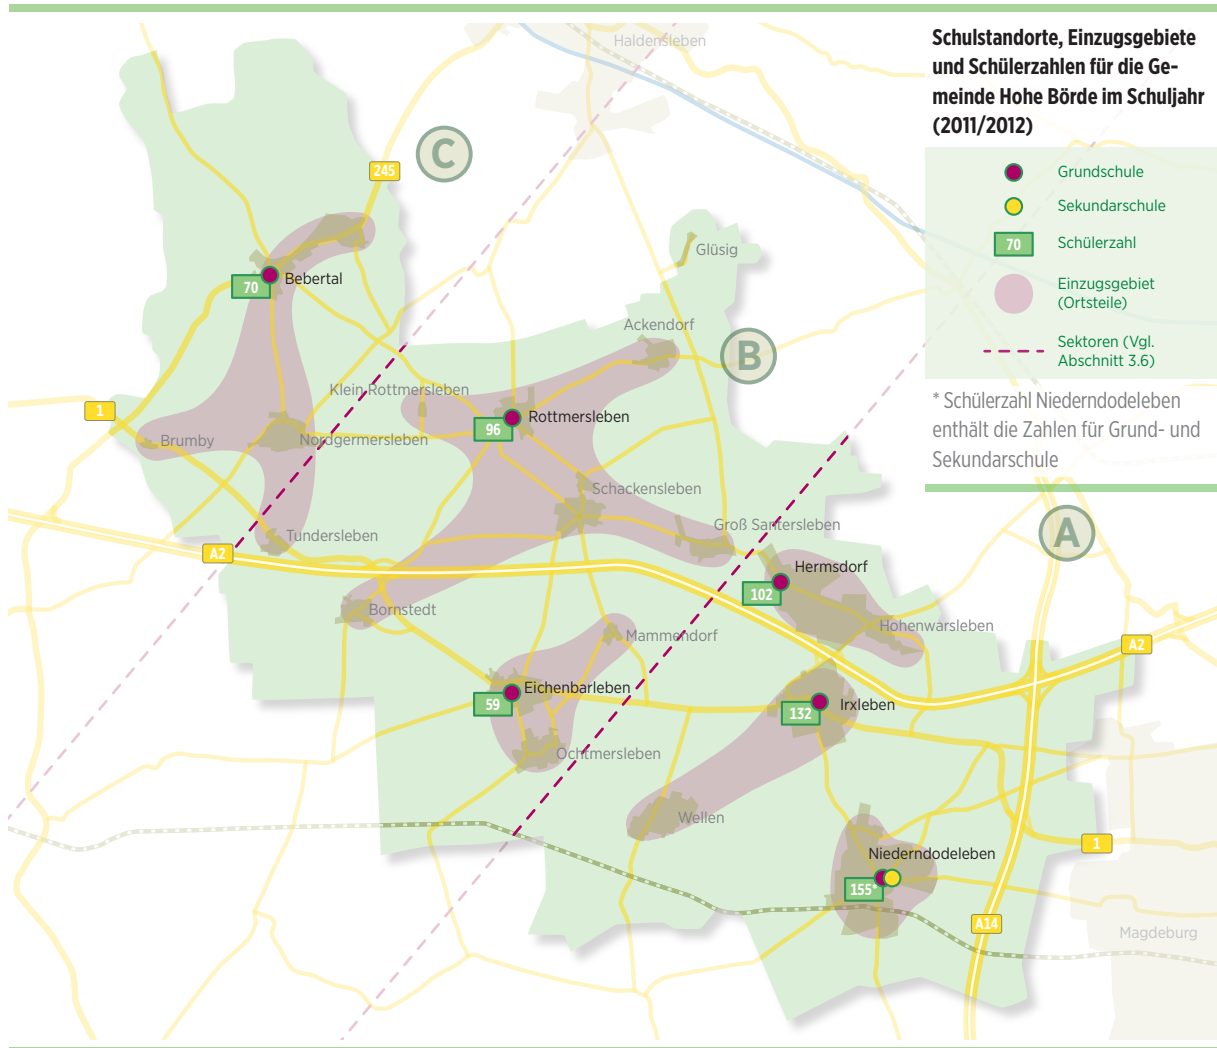 Schulstandorte, Einzugsgebiete
und Schülerzahlen für die Ge-
meinde Hohe Börde im Schuljahr
(2011/2012)
Grundschule
Sekundarschule
70
Schülerzahl
Einzugsgebiet
(Ortsteile)
Sektoren (Vgl.
Abschnitt 3.6)
* Schülerzahl Niederndodeleben
enthält die Zahlen für Grund- und
Sekundarschule
Haldensleben
C
245
Glüsig
Bebertal
70
Ackendorf
B
Klein Rottmersleben
1
Rottmersleben
96
Brumby
Nordgermersleben
Schackensleben
Groß Santersleben
Tundersleben
A
A2
Hermsdorf
102
Bornstedt
Hohenwarsleben
Mammendorf
A2
Eichenbarleben
59
Irxleben
132
Ochtmersleben
Wellen
1
Niederndodeleben
155*
A14
Magdeburg